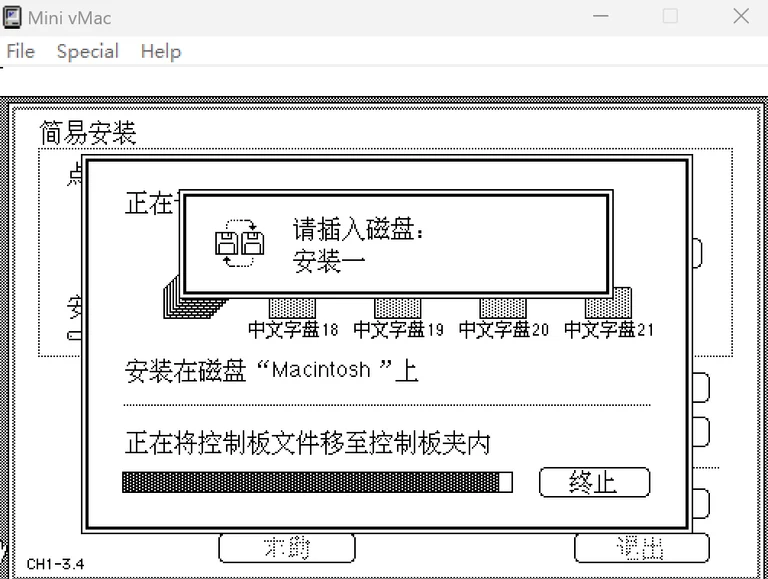 Mini vMac
File Special Help
简易安装
点
正在
请插入磁盘：
安装一
安
中文字盘18 中文字盘19 中文字盘20 中文字盘21
安装在磁盘“Macintosh ”上
正在将控制板文件移至控制板夹内
终止
退出
CH1-3.4